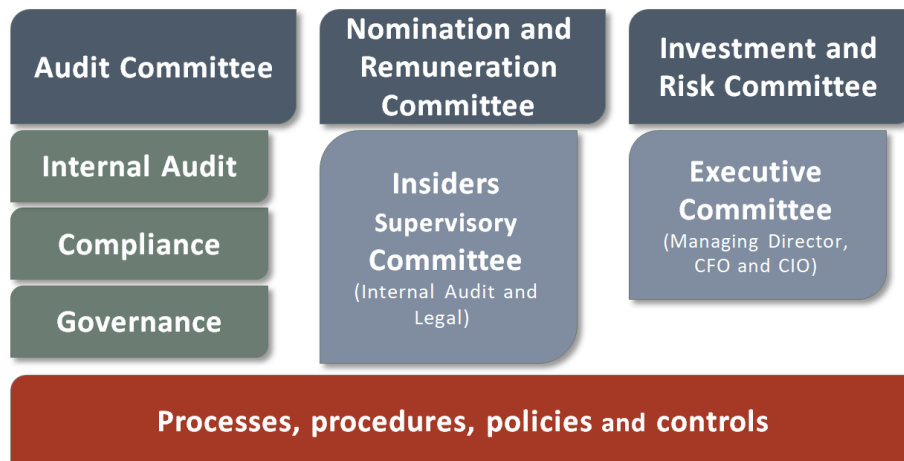 Audit Committee
Nomination and
Remuneration
Committee
Investment and
Risk Committee
Internal Audit
Compliance
Governance
Insiders
Supervisory
Committee
(Internal Audit and
Legal)
Executive
Committee
(Managing Director,
CFO and CIO)
Processes, procedures, policies and controls